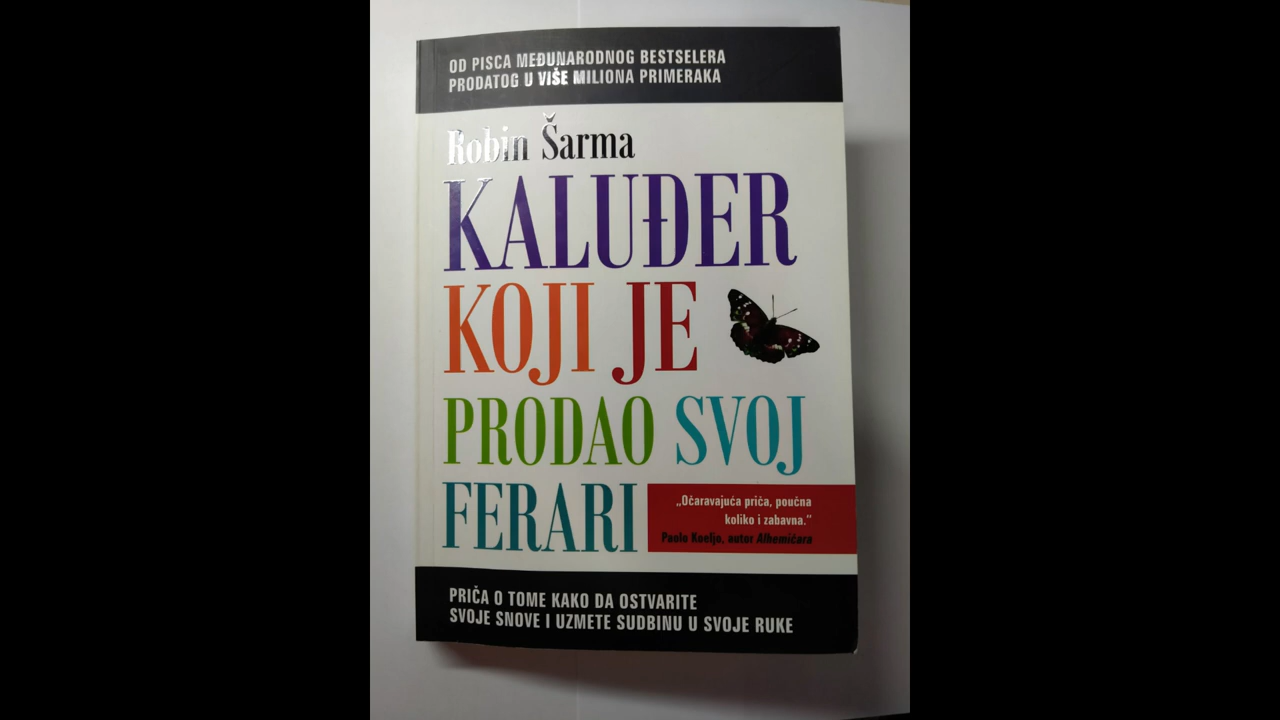 OD PISCA MEĐUNARODNOG BESTSELERA
PRODATOG U VIŠE MILIONA PRIMERAKA
Robin Šarma
KALUĐER
KOJI JE
PRODAO SVOJ
FERARI
„Očaravajuća priča, poučna
koliko i zabavna.“
Paolo Koeljo, autor Alhemičara
PRIČA O TOME KAKO DA OSTVARITE
SVOJE SNOVE I UZMETE SUDBINU U SVOJE RUKE